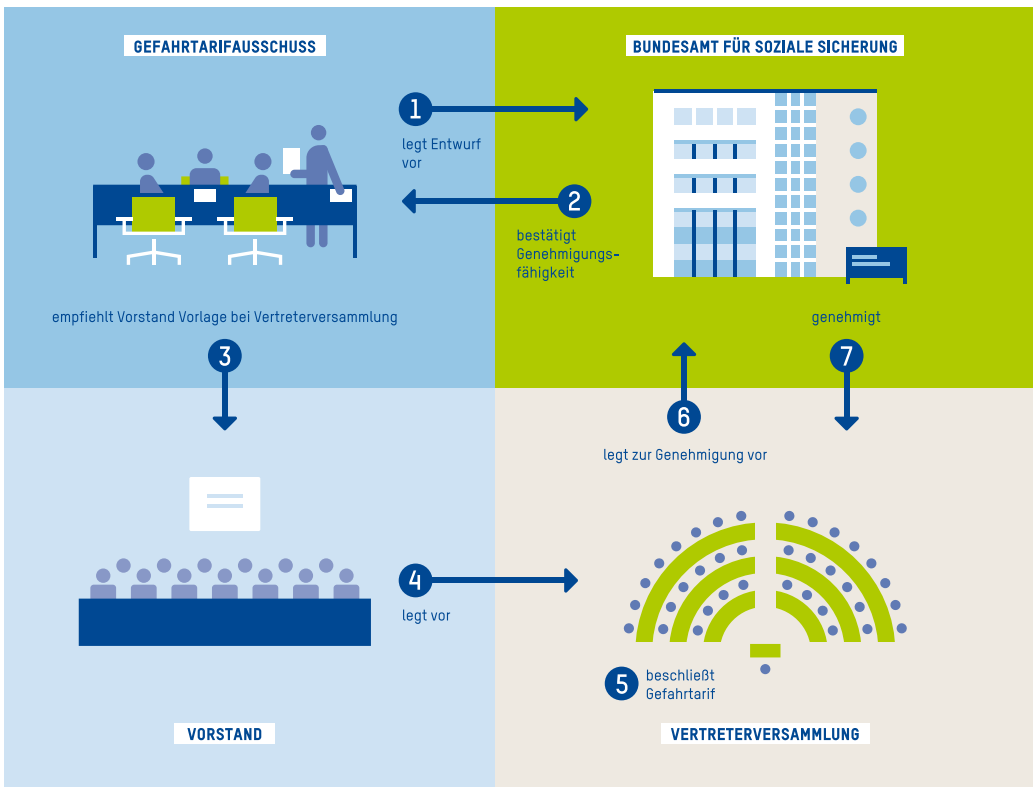 GEFAHRTARIFAUSSCHUSS
BUNDESAMT FÜR SOZIALE SICHERUNG
1
legt Entwurf
vor
2
bestätigt
Genehmigungs-
fähigkeit
empfiehlt Vorstand Vorlage bei Vertreterversammlung
3
genehmigt
7
6
legt zur Genehmigung vor
4
legt vor
5
beschließt
Gefahrtarif
VORSTAND
VERTRETERVERSAMMLUNG